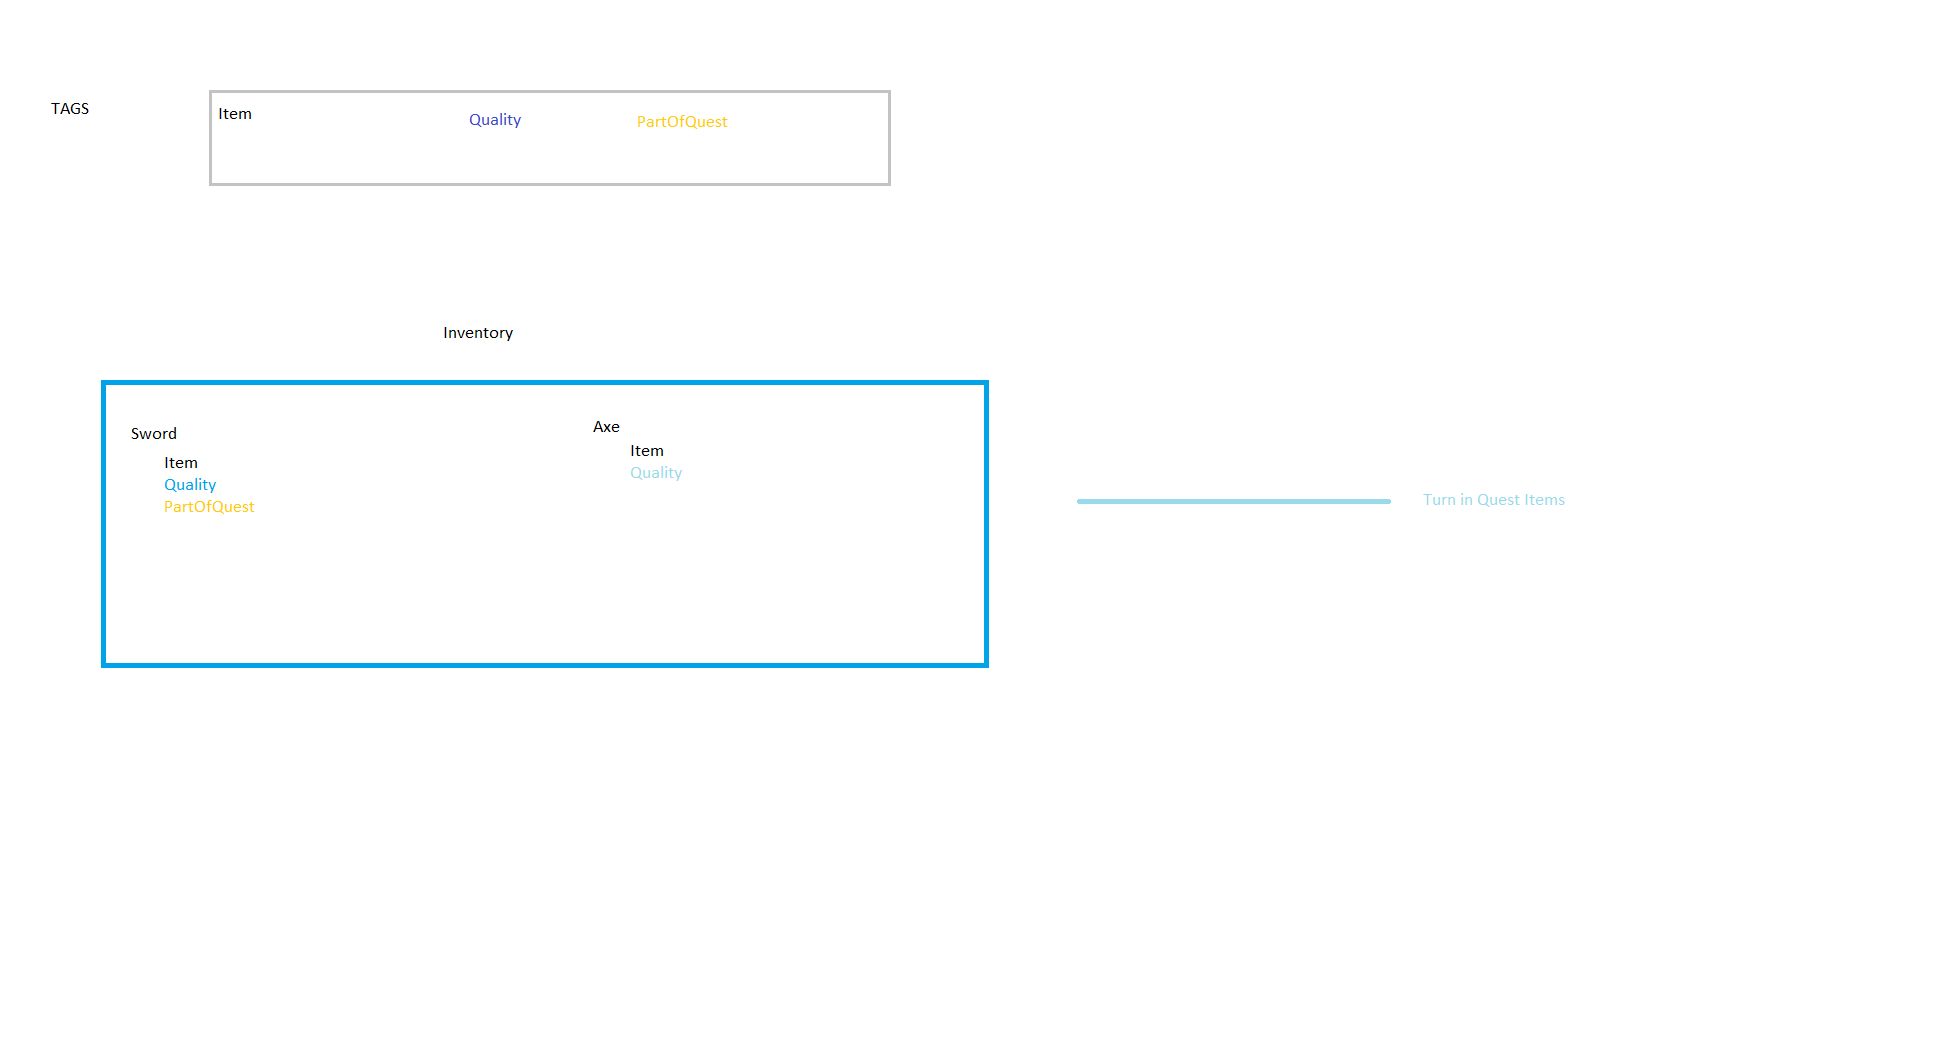 TAGS
Item
Quality
PartOfQuest
Inventory
Sword
Item
Quality
PartOfQuest
Axe
Item
Quality
Turn in Quest Items